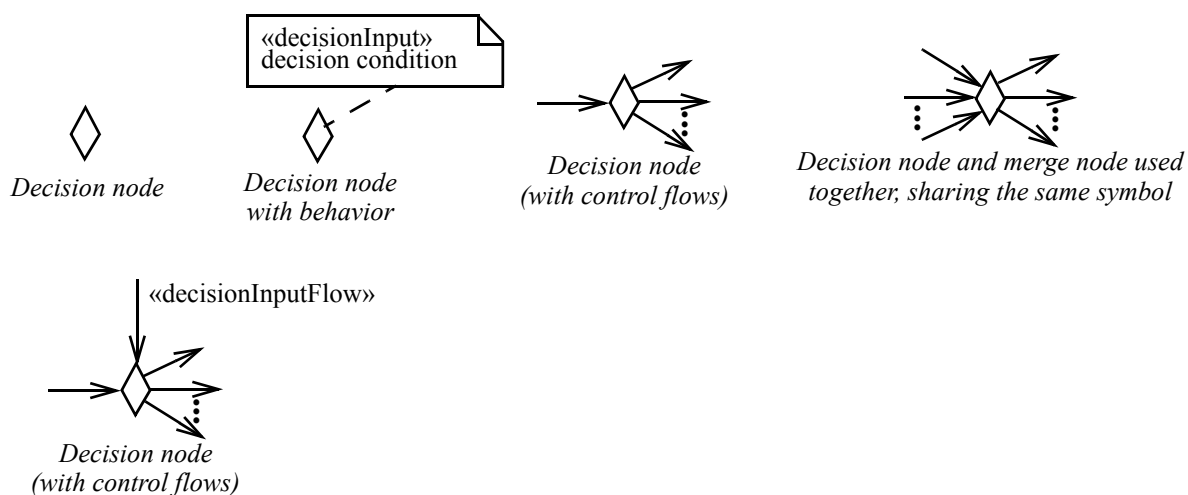 «decisionInput»
decision condition
Decision node
Decision node
with behavior
Decision node
(with control flows)
Decision node and merge node used
together, sharing the same symbol
«decisionInputFlow»
Decision node
(with control flows)